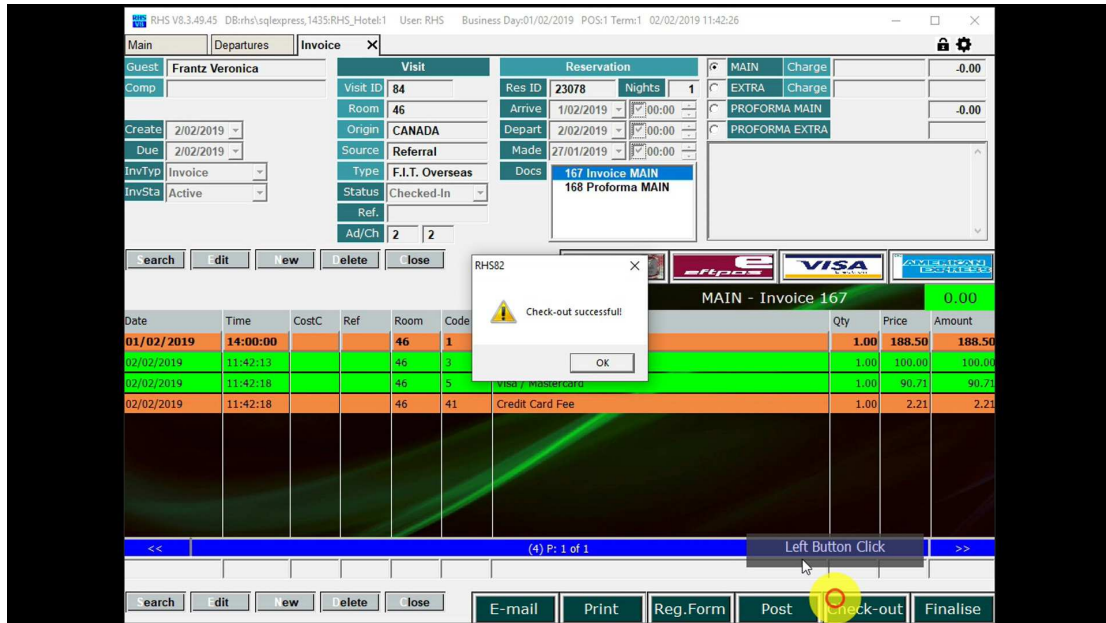 RHS V8.3.49.45 DB:rhs\sqlexpress,1435:RHS_Hotel:1 User: RHS Business Day:01/02/2019 POS:1 Term:1 02/02/2019 11:42:26
Main Departures Invoice X
Guest Frantz Veronica Visit Reservation MAIN Charge -0.00
Comp Visit ID 84 Res ID 23078 Nights 1 EXTRA Charge
Room 46 Arrive 1/02/2019 00:00 PROFORMA MAIN -0.00
Create 2/02/2019 Origin CANADA Depart 2/02/2019 00:00 PROFORMA EXTRA
Due 2/02/2019 Source Referral Made 27/01/2019 00:00
InvTyp Invoice Type F.I.T. Overseas Docs 167 Invoice MAIN
InvSta Active Status Checked-In 168 Proforma MAIN
Ref.
Ad/Ch 2 2
Search Edit New Delete Close eftpos VISA AMERICAN EXPRESS
RHS82
MAIN - Invoice 167 0.00
Check-out successful!
OK
Date Time CostC Ref Room Code Qty Price Amount
01/02/2019 14:00:00 46 1 1.00 188.50 188.50
02/02/2019 11:42:13 46 3 1.00 100.00 100.00
02/02/2019 11:42:18 46 5 Visa / Mastercard 1.00 90.71 90.71
02/02/2019 11:42:18 46 41 Credit Card Fee 1.00 2.21 2.21
<< (4) P: 1 of 1 >>
Left Button Click
Search Edit New Delete Close E-mail Print Reg.Form Post Check-out Finalise